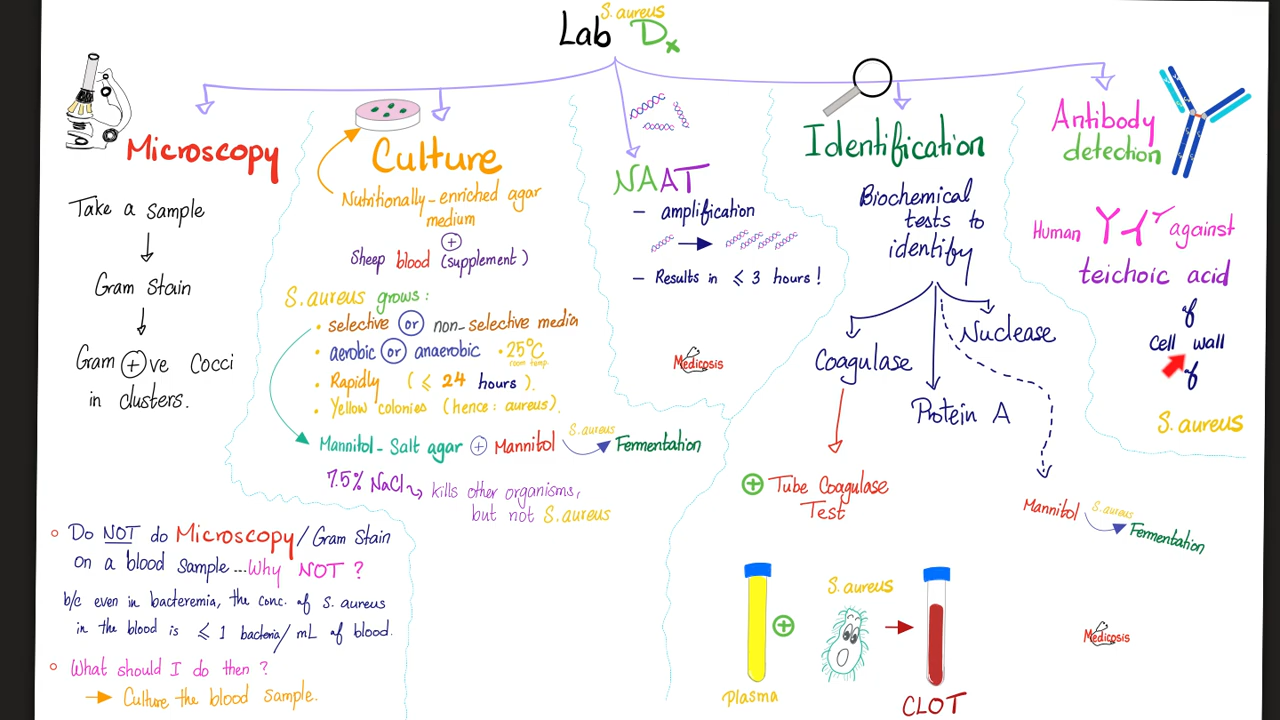 S. aureus
Lab Dx
Microscopy
Take a sample
Gram Stain
Gram +ve Cocci
in clusters.
Culture
Nutritionally-enriched agar
medium
+
Sheep blood (supplement)
S. aureus grows:
• selective or non-selective media
• aerobic or anaerobic • 25°C
room temp.
• Rapidly (≤ 24 hours).
• Yellow colonies (hence: aureus).
Mannitol-Salt agar + Mannitol S. aureus Fermentation
7.5% NaCl kills other organisms,
but not S. aureus
NAAT
- amplification
- Results in ≤ 3 hours!
Medicosis
Identification
Biochemical
tests to
identify
Coagulase
Protein A
Nuclease
+ Tube Coagulase
Test
Mannitol S. aureus Fermentation
Plasma
+
S. aureus
CLOT
Antibody
detection
Human against
teichoic acid
of
Cell wall
of
S. aureus
Medicosis
Do NOT do Microscopy/Gram Stain
on a blood sample...Why NOT?
b/c even in bacteremia, the conc. of S. aureus
in the blood is ≤ 1 bacteria/mL of blood.
What should I do then?
Culture the blood sample.